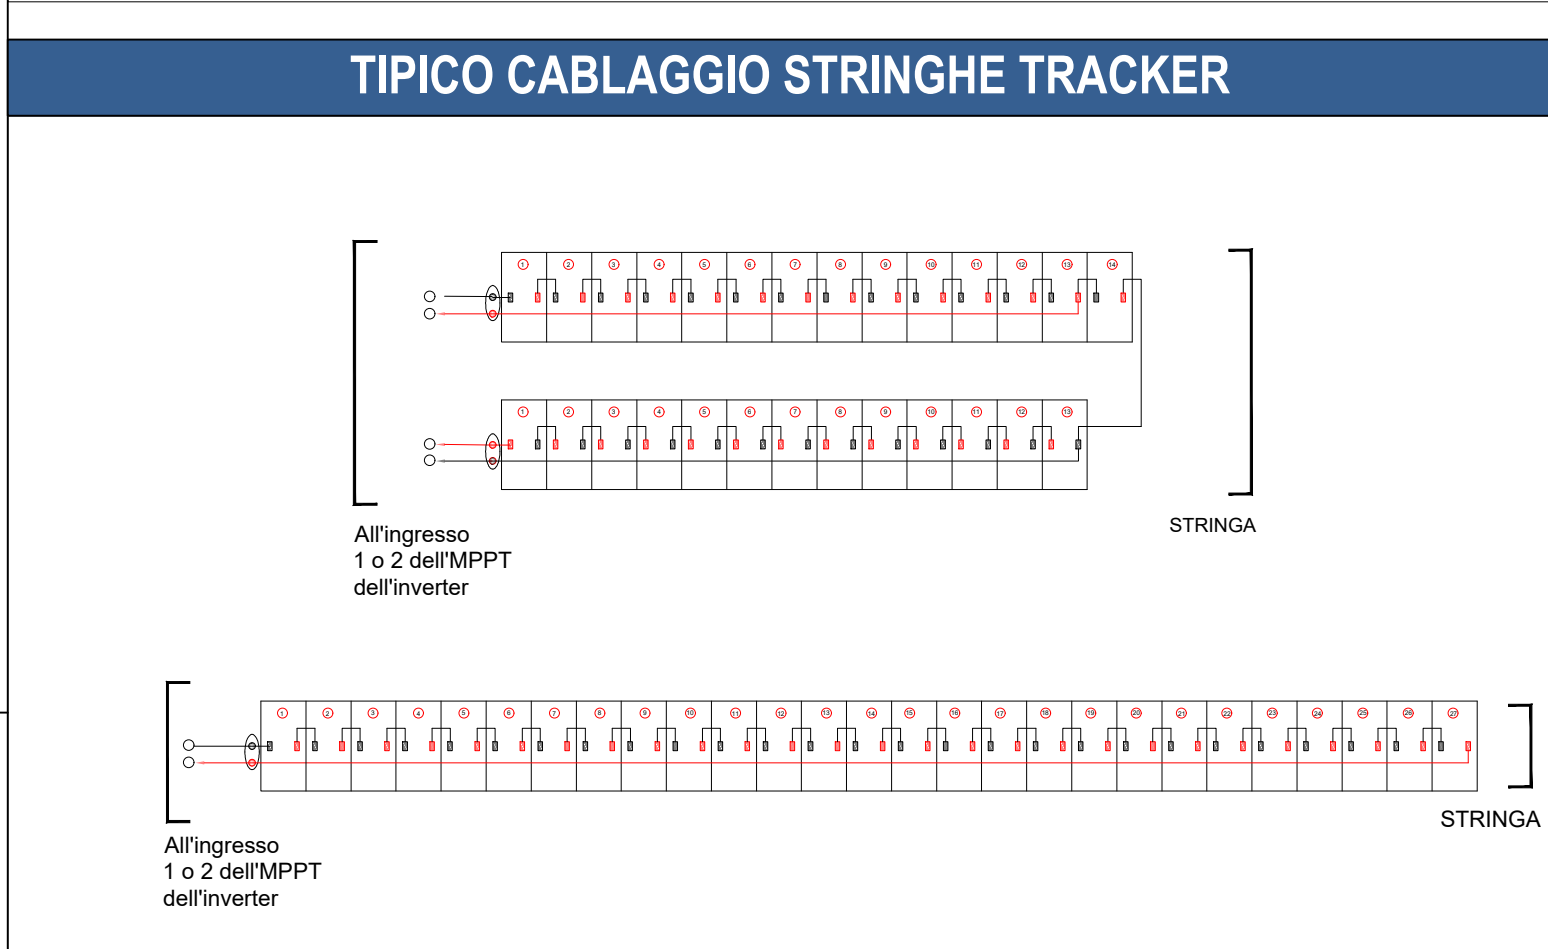 TIPICO CABLAGGIO STRINGHE TRACKER
1 2 3 4 5 6 7 8 9 10 11 12 13 14
1 2 3 4 5 6 7 8 9 10 11 12 13
All'ingresso
1 o 2 dell'MPPT
dell'inverter
STRINGA
1 2 3 4 5 6 7 8 9 10 11 12 13 14 15 16 17 18 19 20 21 22 23 24 25 26 27
All'ingresso
1 o 2 dell'MPPT
dell'inverter
STRINGA